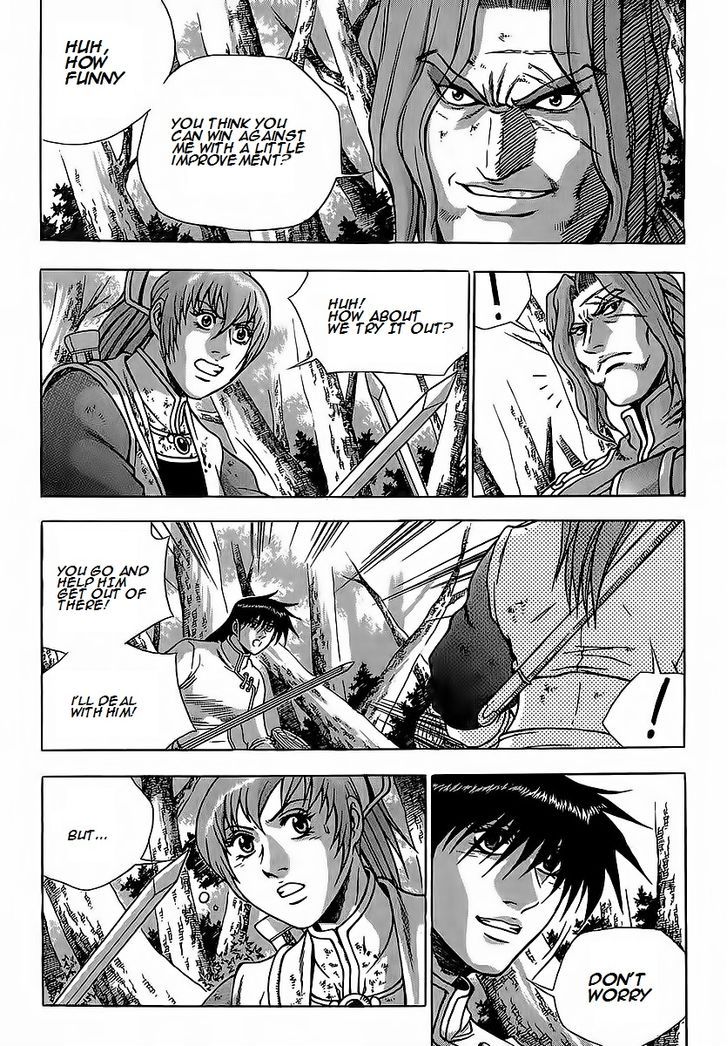 HUH,
HOW
FUNNY
YOU THINK YOU
CAN WIN AGAINST
ME WITH A LITTLE
IMPROVEMENT?
HUH!
HOW ABOUT
WE TRY IT OUT?
!
YOU GO AND
HELP HIM
GET OUT OF
THERE!
I'LL DEAL
WITH HIM!
!
BUT...
DON'T
WORRY